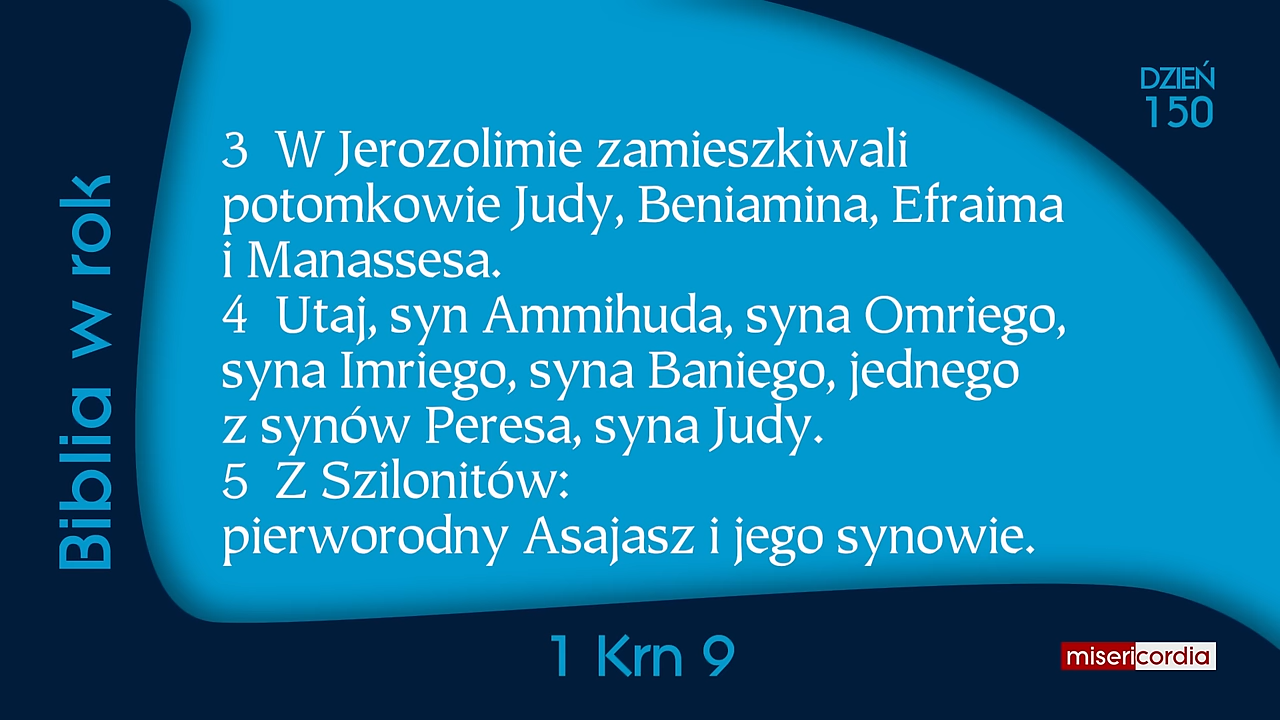 DZIEŃ
150
3 W Jerozolimie zamieszkiwali
potomkowie Judy, Beniamina, Efraima
i Manassesa.
4 Utaj, syn Ammihuda, syna Omriego,
syna Imriego, syna Baniego, jednego
z synów Peresa, syna Judy.
5 Z Szilonitów:
pierworodny Asajasz i jego synowie.
Biblia w rok
1 Krn 9
misericordia